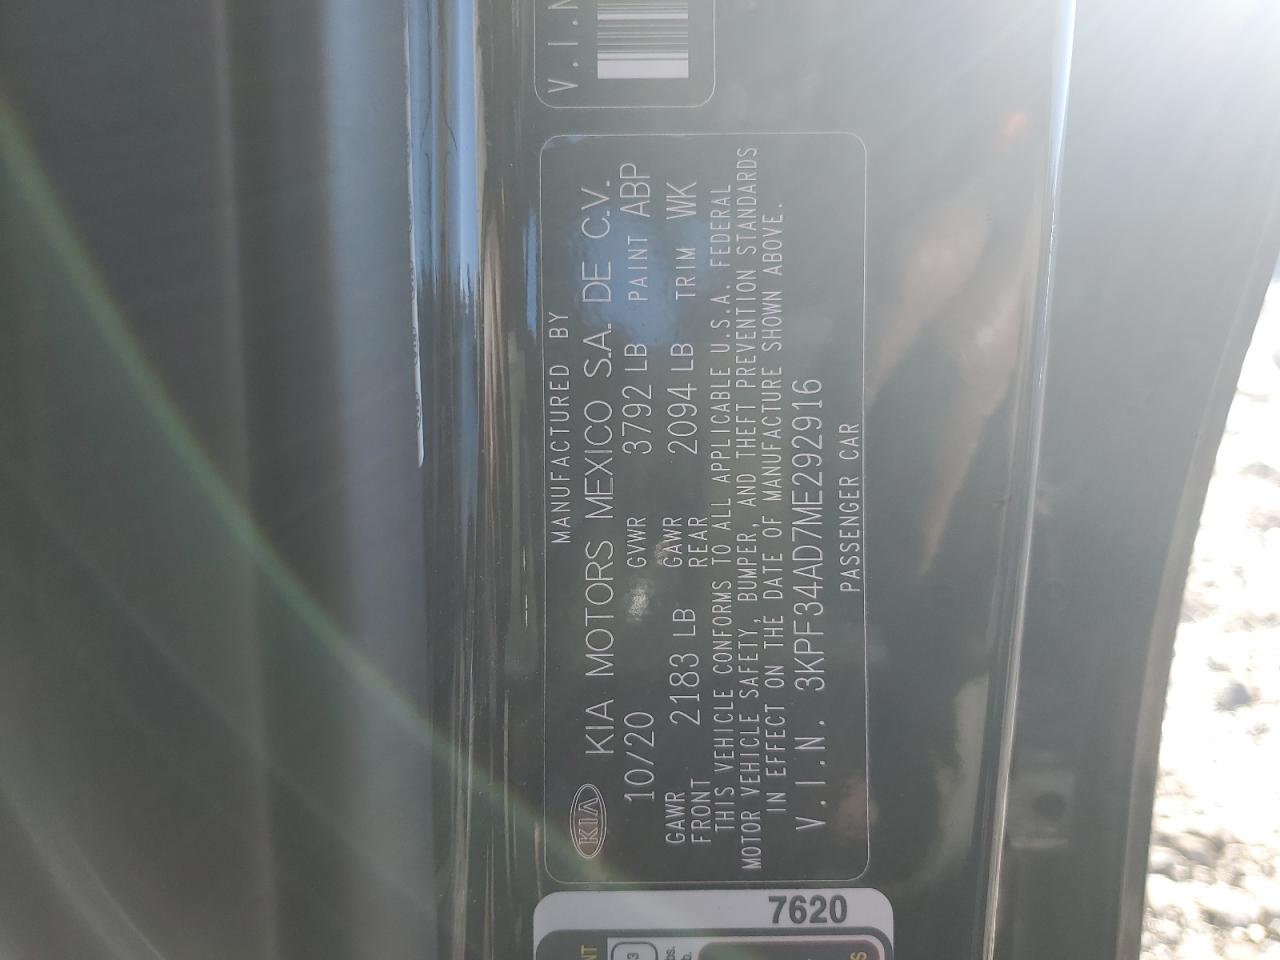 V.I.N
MANUFACTURED BY
KIA KIA MOTORS MEXICO S.A. DE C.V.
10/20 GVWR 3792 LB PAINT ABP
GAWR FRONT 2183 LB GAWR REAR 2094 LB TRIM WK
THIS VEHICLE CONFORMS TO ALL APPLICABLE U.S.A. FEDERAL
MOTOR VEHICLE SAFETY, BUMPER, AND THEFT PREVENTION STANDARDS
IN EFFECT ON THE DATE OF MANUFACTURE SHOWN ABOVE.
V.I.N. 3KPF34AD7ME292916
PASSENGER CAR
7620